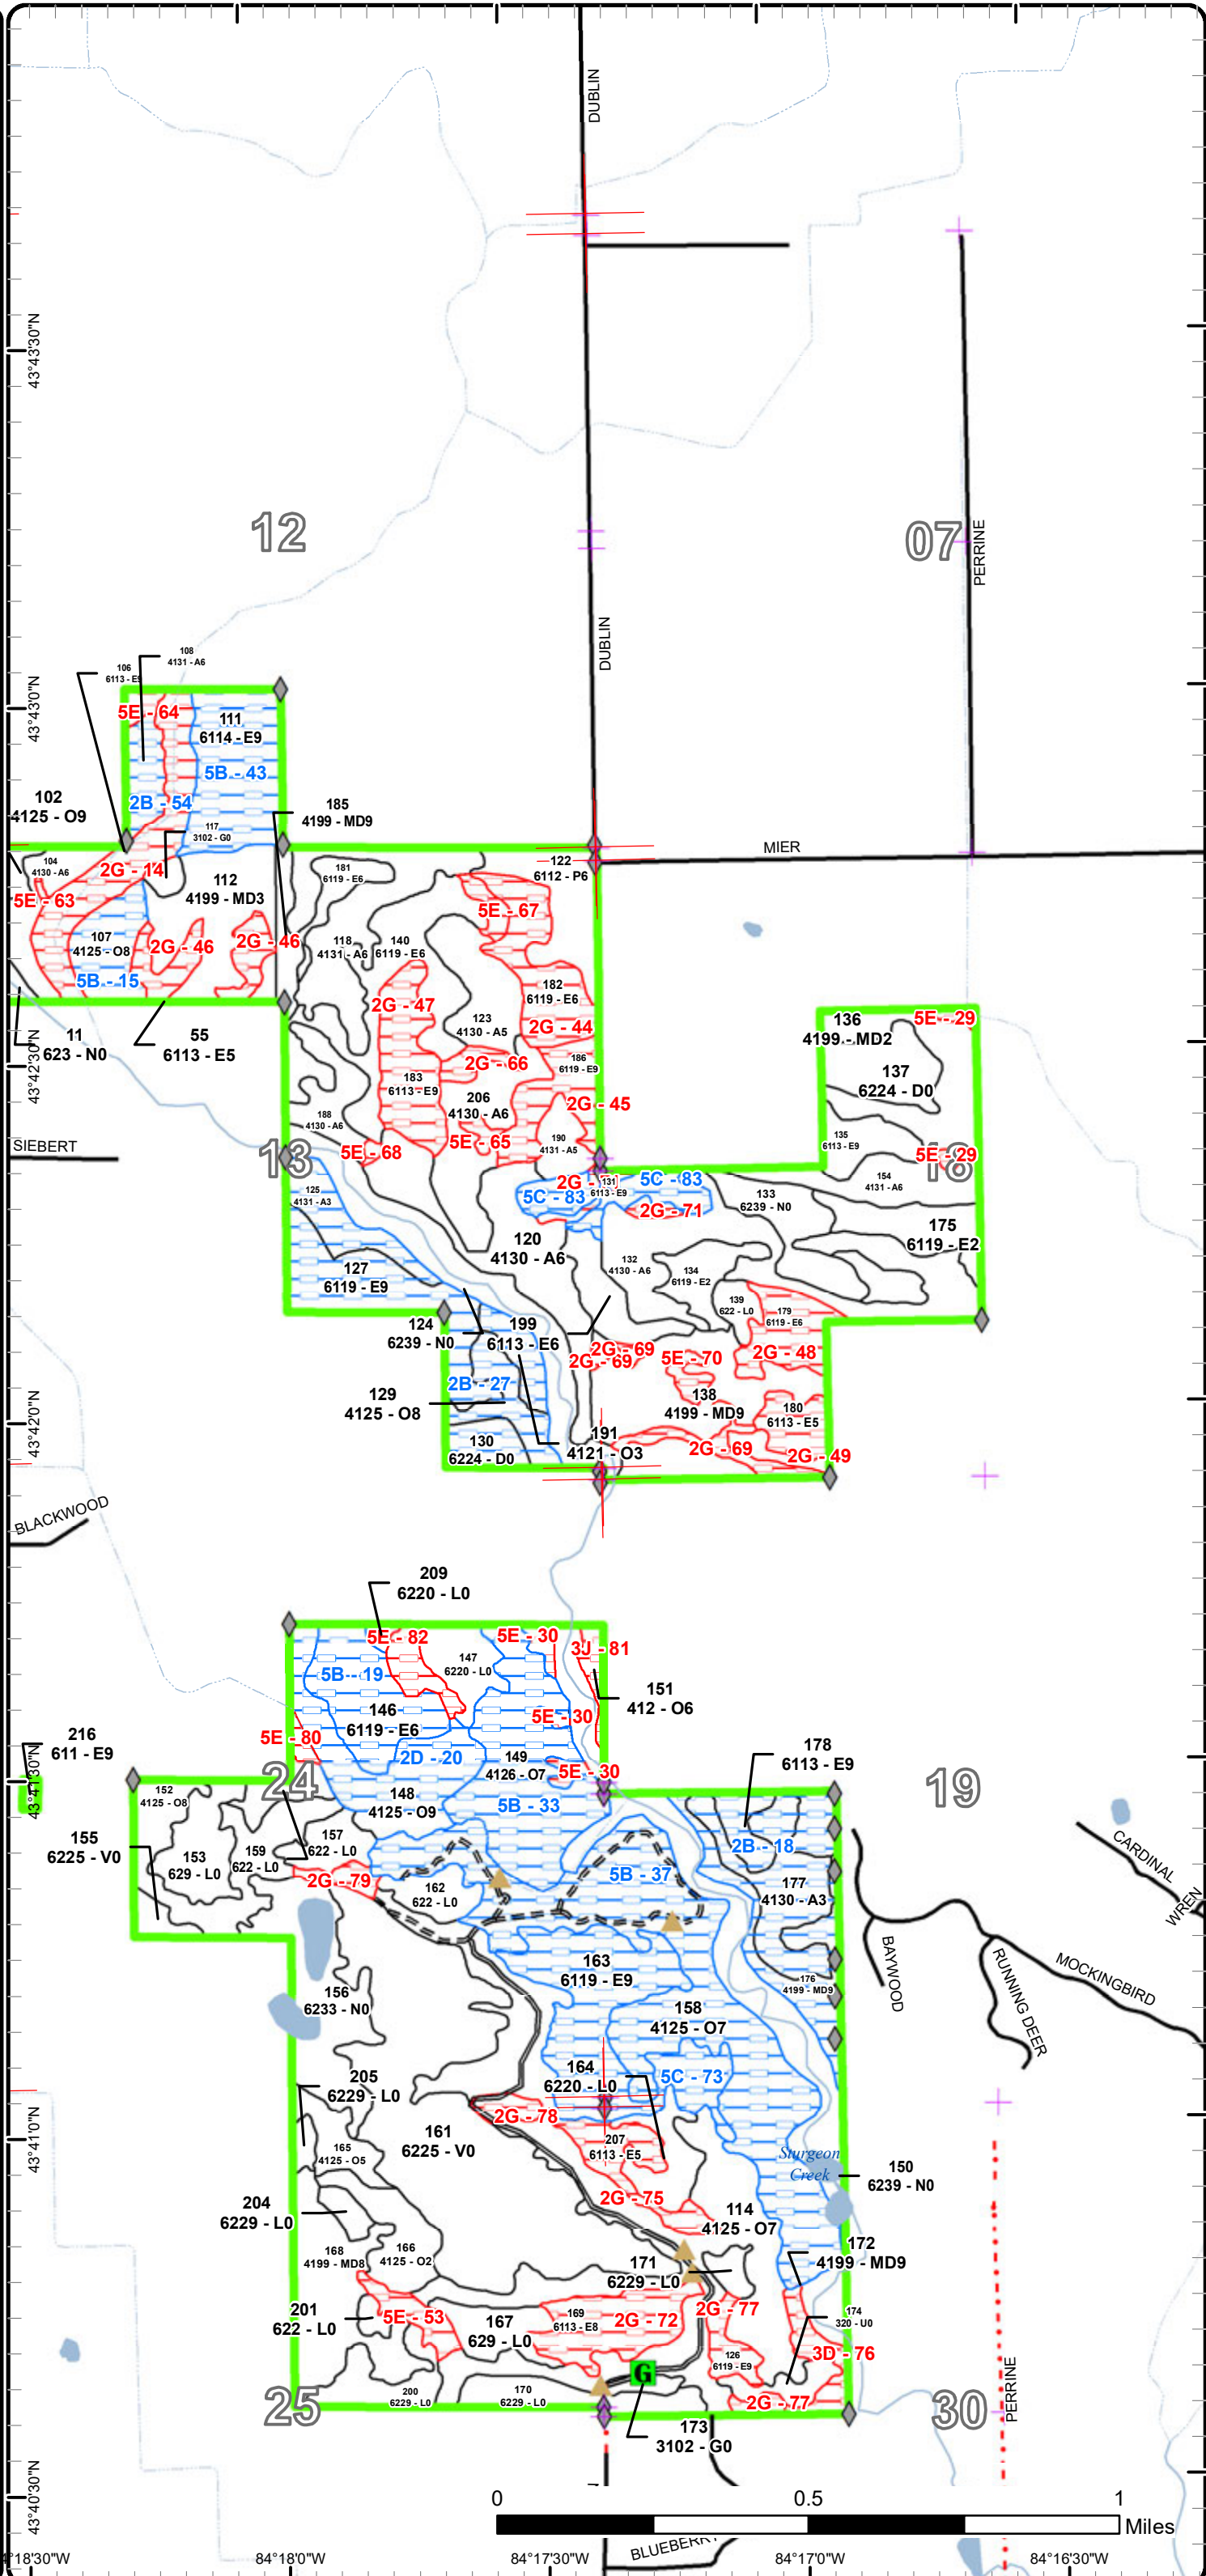 DUBLIN
43°43'30"N
12
07
PERRINE
DUBLIN
108
4131 - A6
106
6113 - E9
43°43'0"N
5E - 64
111
6114 - E9
5B - 43
2B - 54
102
4125 - O9
185
4199 - MD9
117
3102 - G0
MIER
122
6112 - P6
104
4130 - A6
2G - 14
181
6119 - E6
112
4199 - MD3
5E - 63
5E - 67
107
4125 - O8
2G - 46
2G - 46
118
4131 - A6
140
6119 - E6
5B - 15
182
6119 - E6
2G - 47
123
4130 - A5
2G - 44
136
4199 - MD2
5E - 29
11
623 - N0
55
6113 - E5
43°42'30"N
2G - 66
186
6119 - E9
137
6224 - D0
183
6113 - E9
206
4130 - A6
2G - 45
188
4130 - A6
5E - 65
190
4131 - A5
135
6113 - E9
SIEBERT
13
5E - 68
5E - 29
18
154
4131 - A6
125
4131 - A3
2G - 71
131
6113 - E9
5C - 83
5C - 83
133
6239 - N0
2G - 71
175
6119 - E2
120
4130 - A6
127
6119 - E9
132
4130 - A6
134
6119 - E2
139
622 - L0
179
6119 - E6
124
6239 - N0
199
6113 - E6
2G - 69
2G - 69
5E - 70
2G - 48
2B - 27
129
4125 - O8
138
4199 - MD9
180
6113 - E5
43°42'0"N
130
6224 - D0
191
4121 - O3
2G - 69
2G - 49
BLACKWOOD
209
6220 - L0
5E - 82
5E - 30
3J - 81
147
6220 - L0
5B - 19
151
412 - O6
146
6119 - E6
5E - 30
5E - 80
216
611 - E9
178
6113 - E9
2D - 20
149
4126 - O7
5E - 30
43°41'30"N
24
19
152
4125 - O8
148
4125 - O9
5B - 33
CARDINAL
WREN
155
6225 - V0
157
622 - L0
159
622 - L0
153
629 - L0
2B - 18
5B - 37
2G - 79
162
622 - L0
177
4130 - A3
BAYWOOD
RUNNING DEER
MOCKINGBIRD
163
6119 - E9
176
4199 - MD9
156
6233 - N0
158
4125 - O7
164
6220 - L0
5C - 73
205
6229 - L0
2G - 78
43°41'0"N
161
6225 - V0
207
6113 - E5
165
4125 - O5
Sturgeon
Creek
150
6239 - N0
204
6229 - L0
2G - 75
114
4125 - O7
168
4199 - MD8
166
4125 - O2
172
4199 - MD9
171
6229 - L0
201
622 - L0
5E - 53
167
629 - L0
169
6113 - E8
2G - 72
2G - 77
174
320 - U0
3D - 76
126
6119 - E9
G
PERRINE
200
6229 - L0
170
6229 - L0
25
2G - 77
30
173
3102 - G0
43°40'30"N
0
0.5
1
Miles
BLUEBERRY
4°18'30"W
84°18'0"W
84°17'30"W
84°17'0"W
84°16'30"W